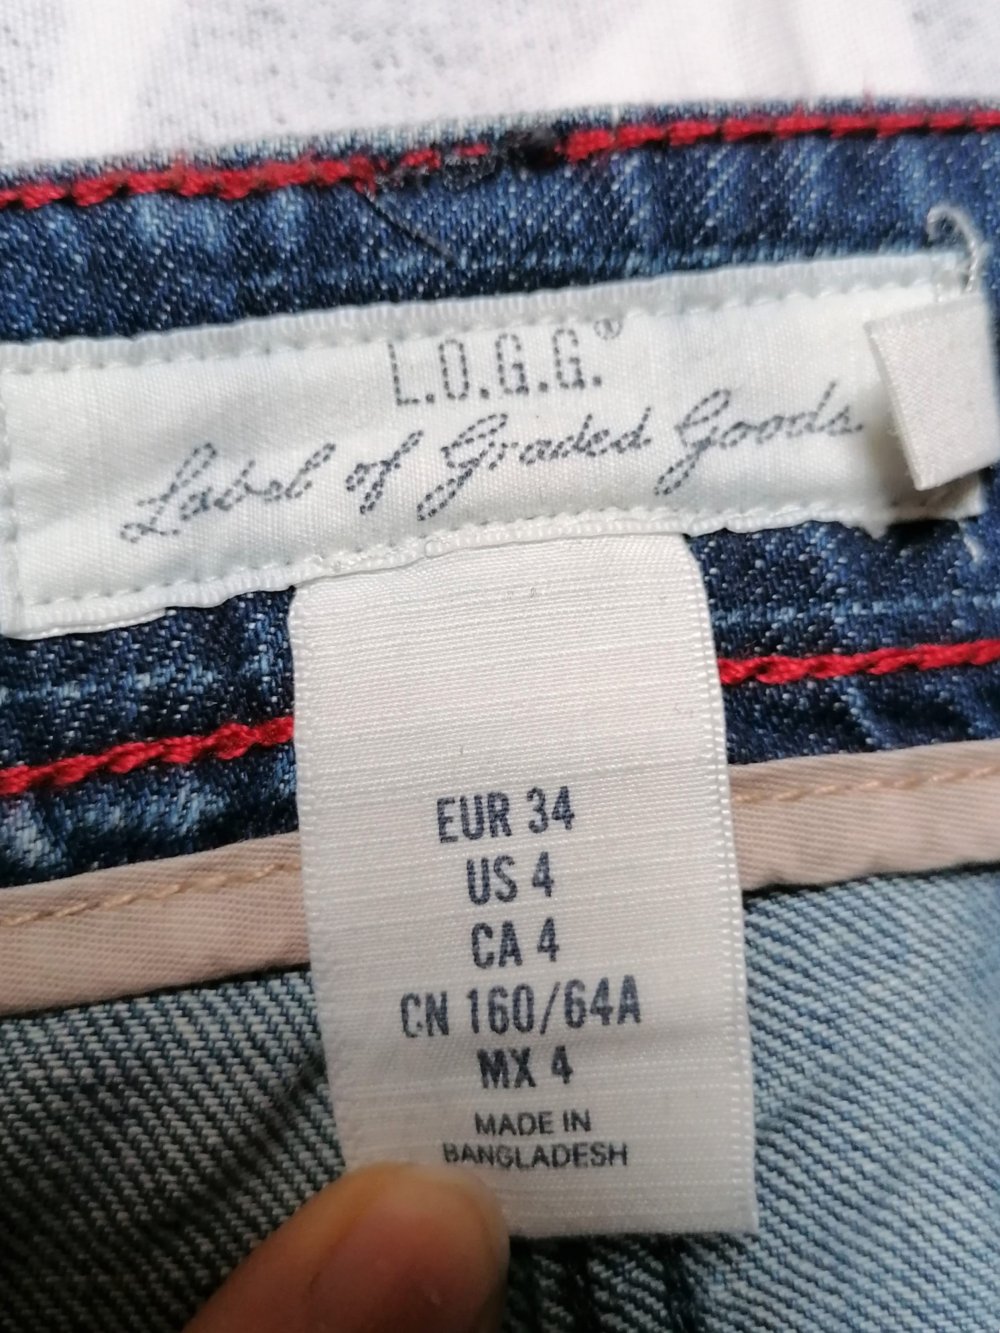 L.O.G.G.®
Label of Graded Goods
EUR 34
US 4
CA 4
CN 160/64A
MX 4
MADE IN
BANGLADESH